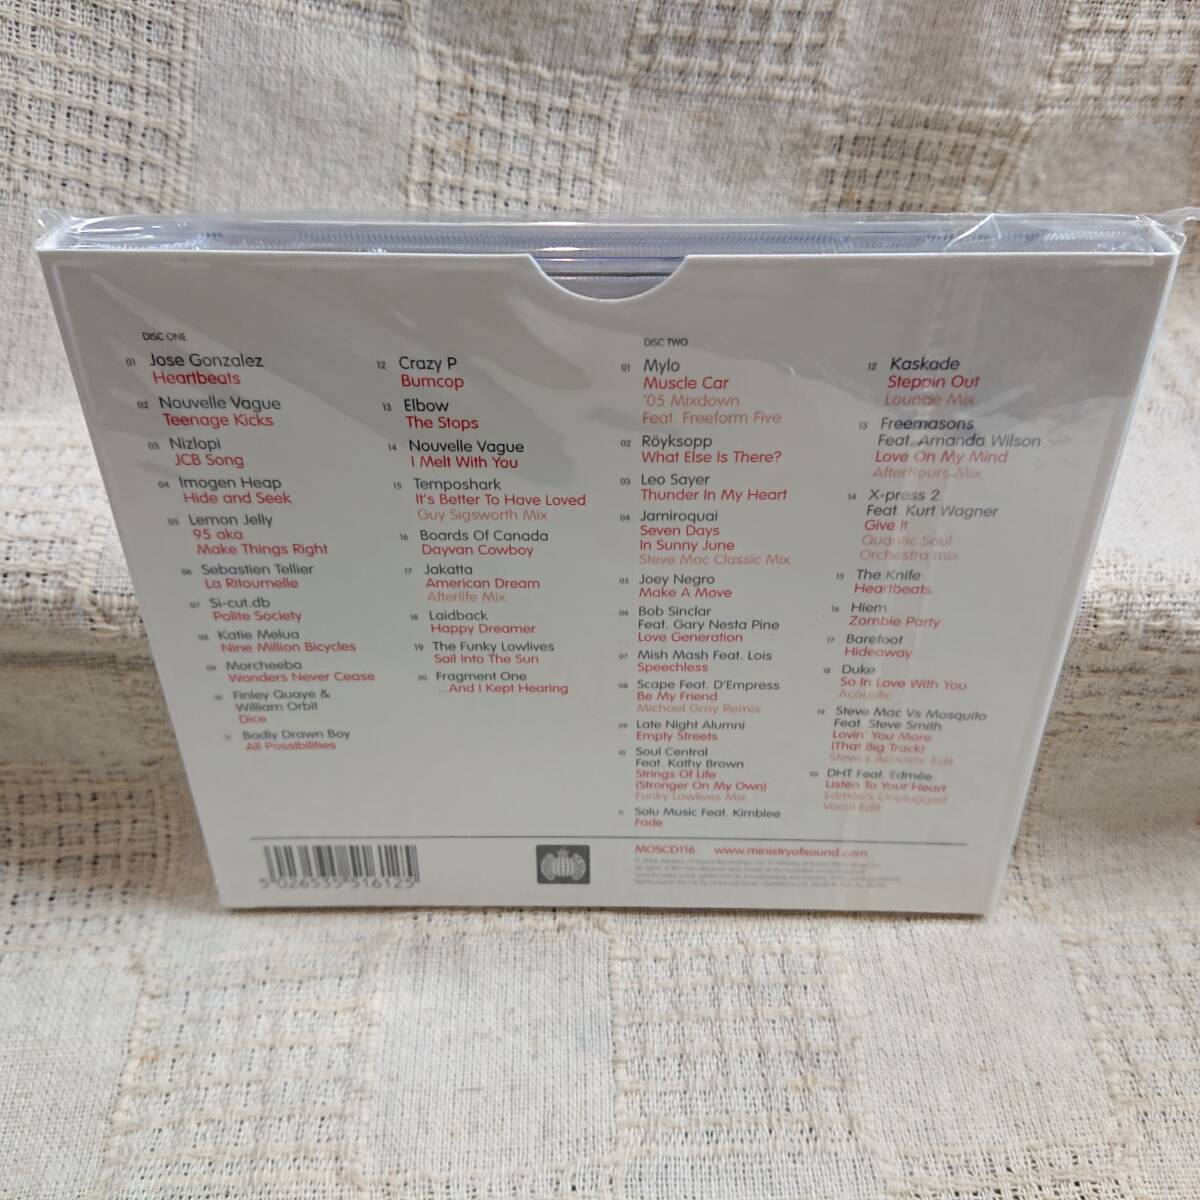 DISC ONE
01 Jose Gonzalez
Heartbeats
02 Nouvelle Vague
Teenage Kicks
03 Nizlopi
JCB Song
04 Imogen Heap
Hide and Seek
05 Lemon Jelly
95 aka
Make Things Right
06 Sebastien Tellier
La Ritournelle
07 Si-cut.db
Polite Society
08 Katie Melua
Nine Million Bicycles
09 Morcheeba
Wonders Never Cease
10 Finley Quaye &
William Orbit
Dice
11 Badly Drawn Boy
All Possibilities
12 Crazy P
Bumcop
13 Elbow
The Stops
14 Nouvelle Vague
I Melt With You
15 Temposhark
It's Better To Have Loved
Guy Sigsworth Mix
16 Boards Of Canada
Dayvan Cowboy
17 Jakatta
American Dream
Afterlife Mix
18 Laidback
Happy Dreamer
19 The Funky Lowlives
Sail Into The Sun
20 Fragment One
...And I Kept Hearing
DISC TWO
01 Mylo
Muscle Car
'05 Mixdown
Feat. Freeform Five
02 Röyksopp
What Else Is There?
03 Leo Sayer
Thunder In My Heart
04 Jamiroquai
Seven Days
In Sunny June
Steve Mac Classic Mix
05 Joey Negro
Make A Move
06 Bob Sinclar
Feat. Gary Nesta Pine
Love Generation
07 Mish Mash Feat. Lois
Speechless
08 Scape Feat. D'Empress
Be My Friend
Michael Gray Remix
09 Late Night Alumni
Empty Streets
10 Soul Central
Feat. Kathy Brown
Strings Of Life
(Stronger On My Own)
Funky Lowlives Mix
11 Solu Music Feat. Kimblee
Fade
12 Kaskade
Steppin Out
Lounge Mix
13 Freemasons
Feat. Amanda Wilson
Love On My Mind
Afterhours Mix
14 X-press 2
Feat. Kurt Wagner
Give It
Quantic Soul
Orchestra mix
15 The Knife
Heartbeats
16 Hiem
Zombie Party
17 Barefoot
Hideaway
18 Duke
So In Love With You
Acoustic
19 Steve Mac Vs Mosquito
Feat. Steve Smith
Lovin' You More
(That Big Track)
Steve's Acoustic Edit
20 DHT Feat. Edmée
Listen To Your Heart
Edmée's Unplugged
Vocal Edit
5 026535 516125
MOSCD116 www.ministryofsound.com